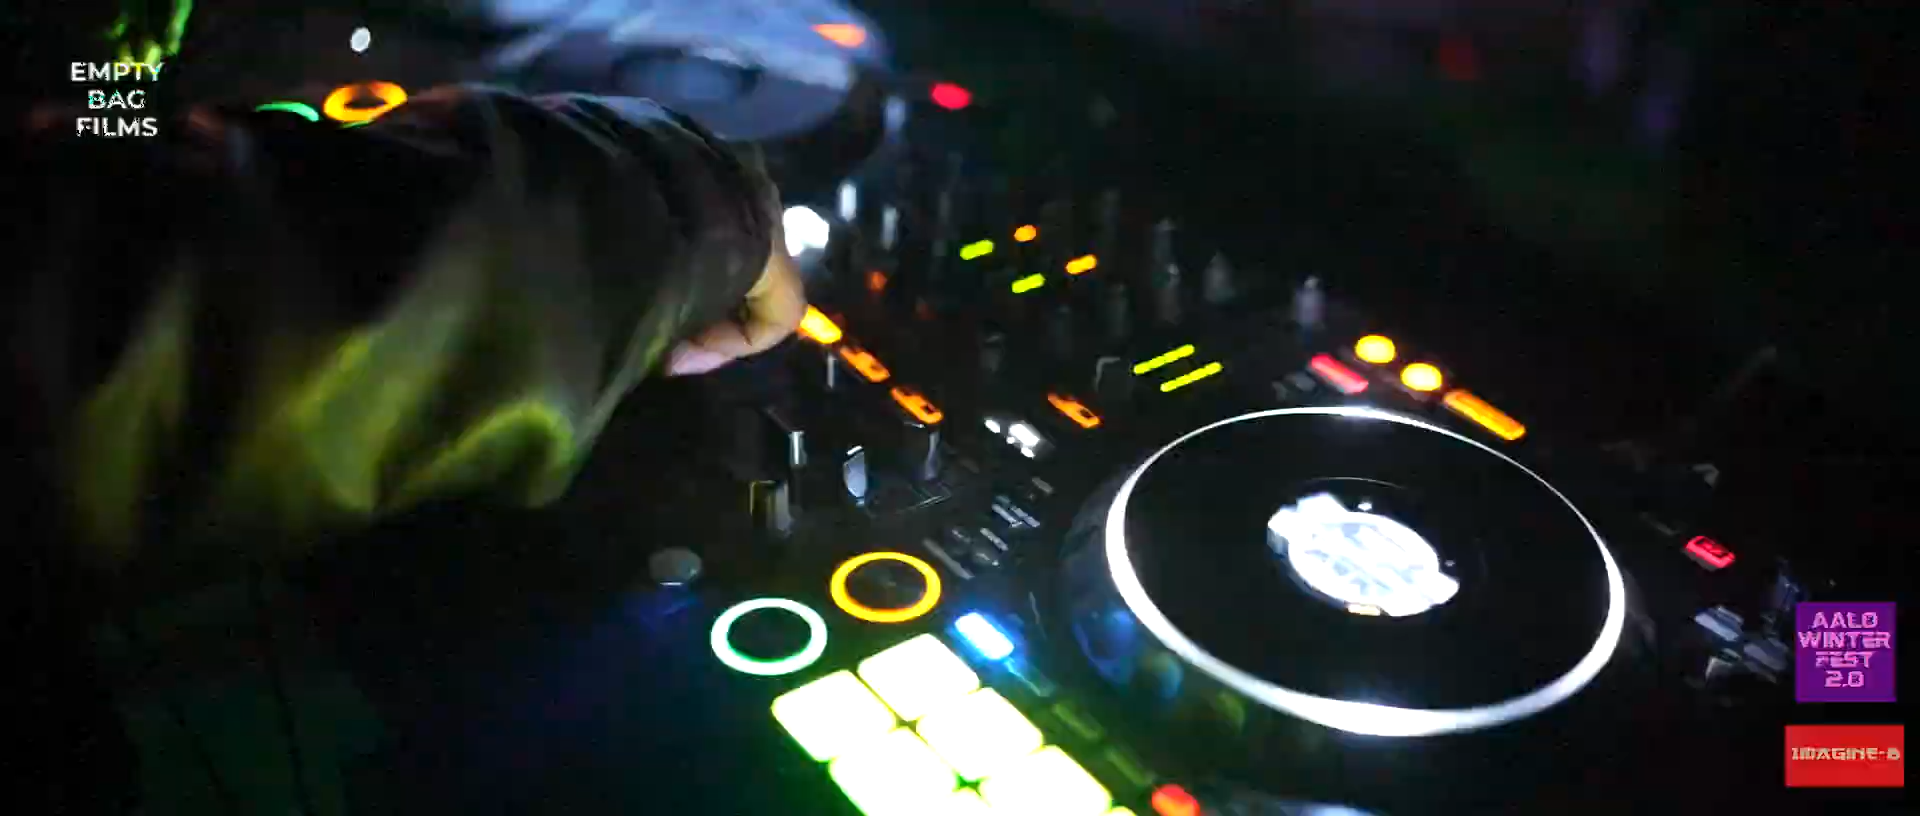 EMPTY
BAG
FILMS
AALO
WINTER
FEST
2.0
IMAGINE-B